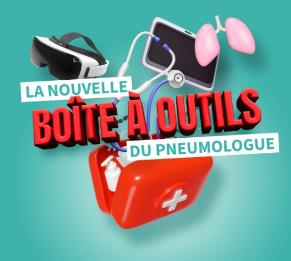 LA NOUVELLE
BOÎTE À OUTILS
DU PNEUMOLOGUE